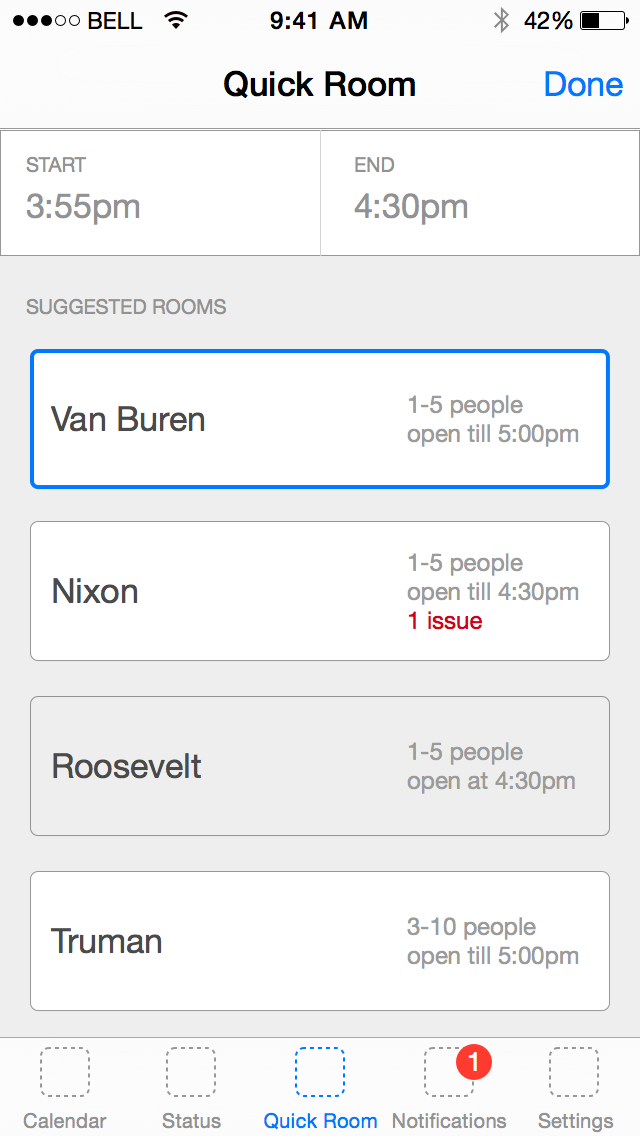 BELL 9:41 AM 42%
Quick Room Done
START END
3:55pm 4:30pm
SUGGESTED ROOMS
Van Buren
1-5 people
open till 5:00pm
Nixon
1-5 people
open till 4:30pm
1 issue
Roosevelt
1-5 people
open at 4:30pm
Truman
3-10 people
open till 5:00pm
1
Calendar Status Quick Room Notifications Settings